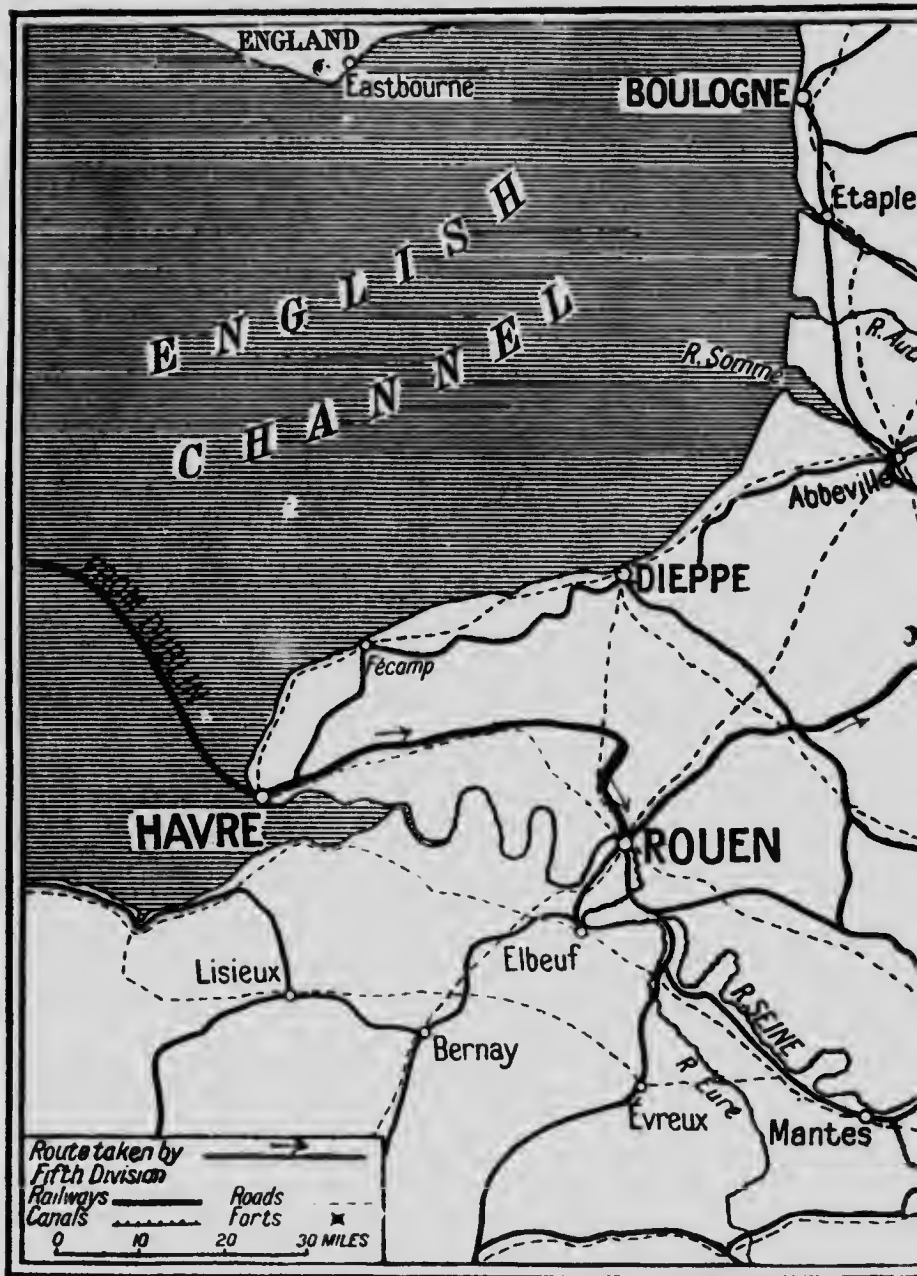 ENGLAND
Eastbourne
BOULOGNE
Etaple
ENGLISH
CHANNEL
R. Somme
R. Aut
Abbeville
FROM DUBLIN
DIEPPE
Fécamp
HAVRE
ROUEN
Elbeuf
Lisieux
R. SEINE
Bernay
R Eure
Evreux
Mantes
Route taken by
Fifth Division
Railways Roads
Canals Forts
0 10 20 30 MILES